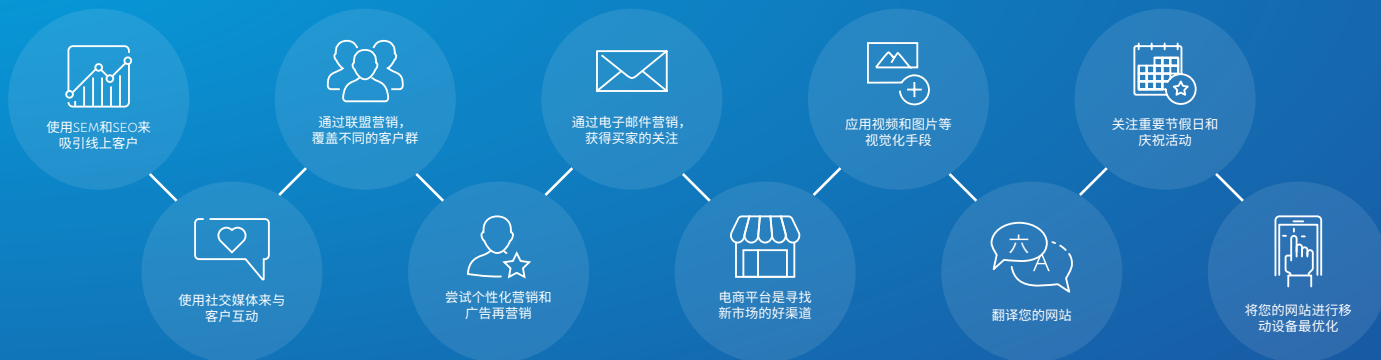 使用SEM和SEO来
吸引线上客户
使用社交媒体来与
客户互动
通过联盟营销，
覆盖不同的客户群
尝试个性化营销和
广告再营销
通过电子邮件营销，
获得买家的关注
电商平台是寻找
新市场的好渠道
应用视频和图片等
视觉化手段
六
A
翻译您的网站
关注重要节假日和
庆祝活动
将您的网站进行移
动设备最优化